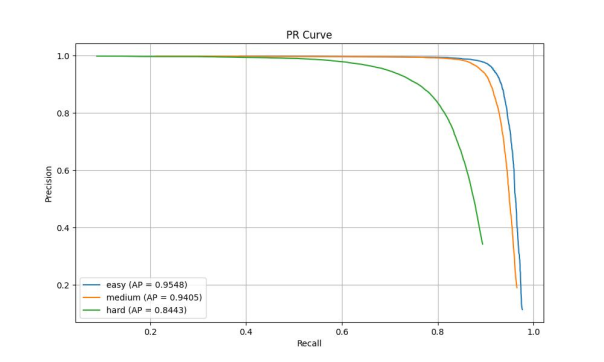 PR Curve
1.0
0.8
0.6
0.4
0.2
Precision
easy (AP = 0.9548)
medium (AP = 0.9405)
hard (AP = 0.8443)
0.2 0.4 0.6 0.8 1.0
Recall